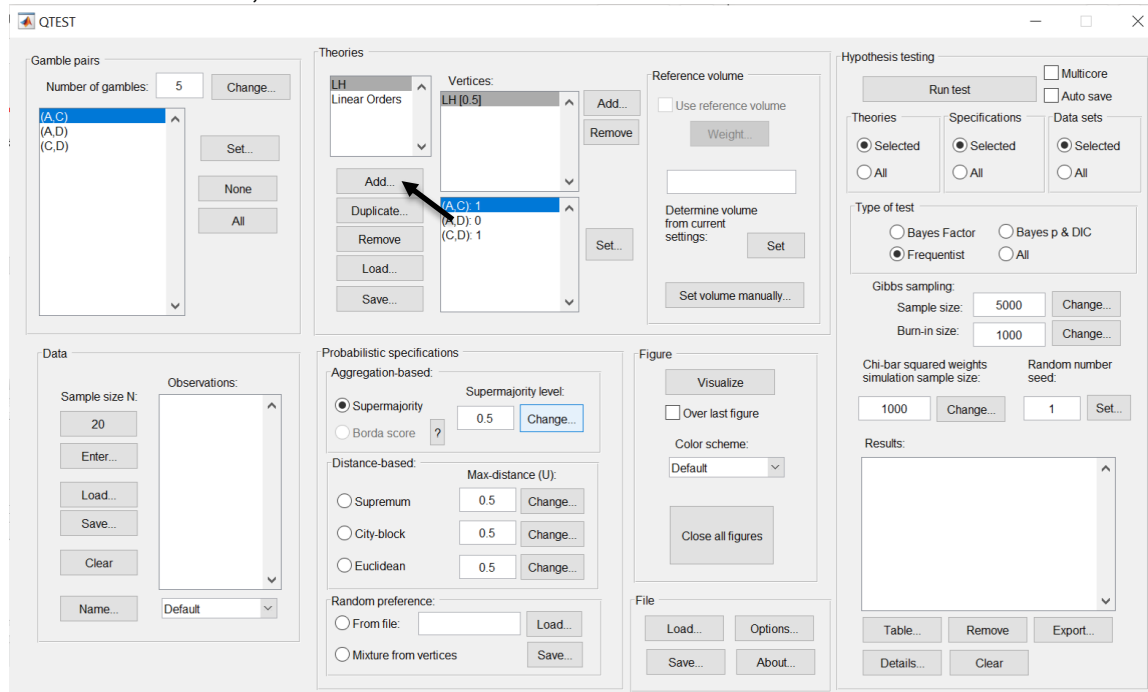 QTEST
Gamble pairs
Number of gambles: 5 Change...
(A,C)
(A,D)
(C,D)
Set...
None
All
Theories
LH
Linear Orders
Vertices:
LH [0.5]
Add...
Remove
Add...
Duplicate...
Remove
Load...
Save...
(A,C): 1
(A,D): 0
(C,D): 1
Set...
Reference volume
Use reference volume
Weight...
Determine volume
from current
settings:
Set
Set volume manually...
Hypothesis testing
Run test
Multicore
Auto save
Theories
Selected
All
Specifications
Selected
All
Data sets
Selected
All
Type of test
Bayes Factor Bayes p & DIC
Frequentist All
Gibbs sampling:
Sample size: 5000 Change...
Burn-in size: 1000 Change...
Chi-bar squared weights
simulation sample size:
1000 Change...
Random number
seed:
1 Set...
Results:
Table... Remove Export...
Details... Clear
Data
Sample size N:
20
Enter...
Load...
Save...
Clear
Name...
Observations:
Default
Probabilistic specifications
Aggregation-based:
Supermajority level:
Supermajority 0.5 Change...
Borda score ?
Distance-based:
Max-distance (U):
Supremum 0.5 Change...
City-block 0.5 Change...
Euclidean 0.5 Change...
Random preference:
From file: Load...
Mixture from vertices Save...
Figure
Visualize
Over last figure
Color scheme:
Default
Close all figures
File
Load... Options...
Save... About...